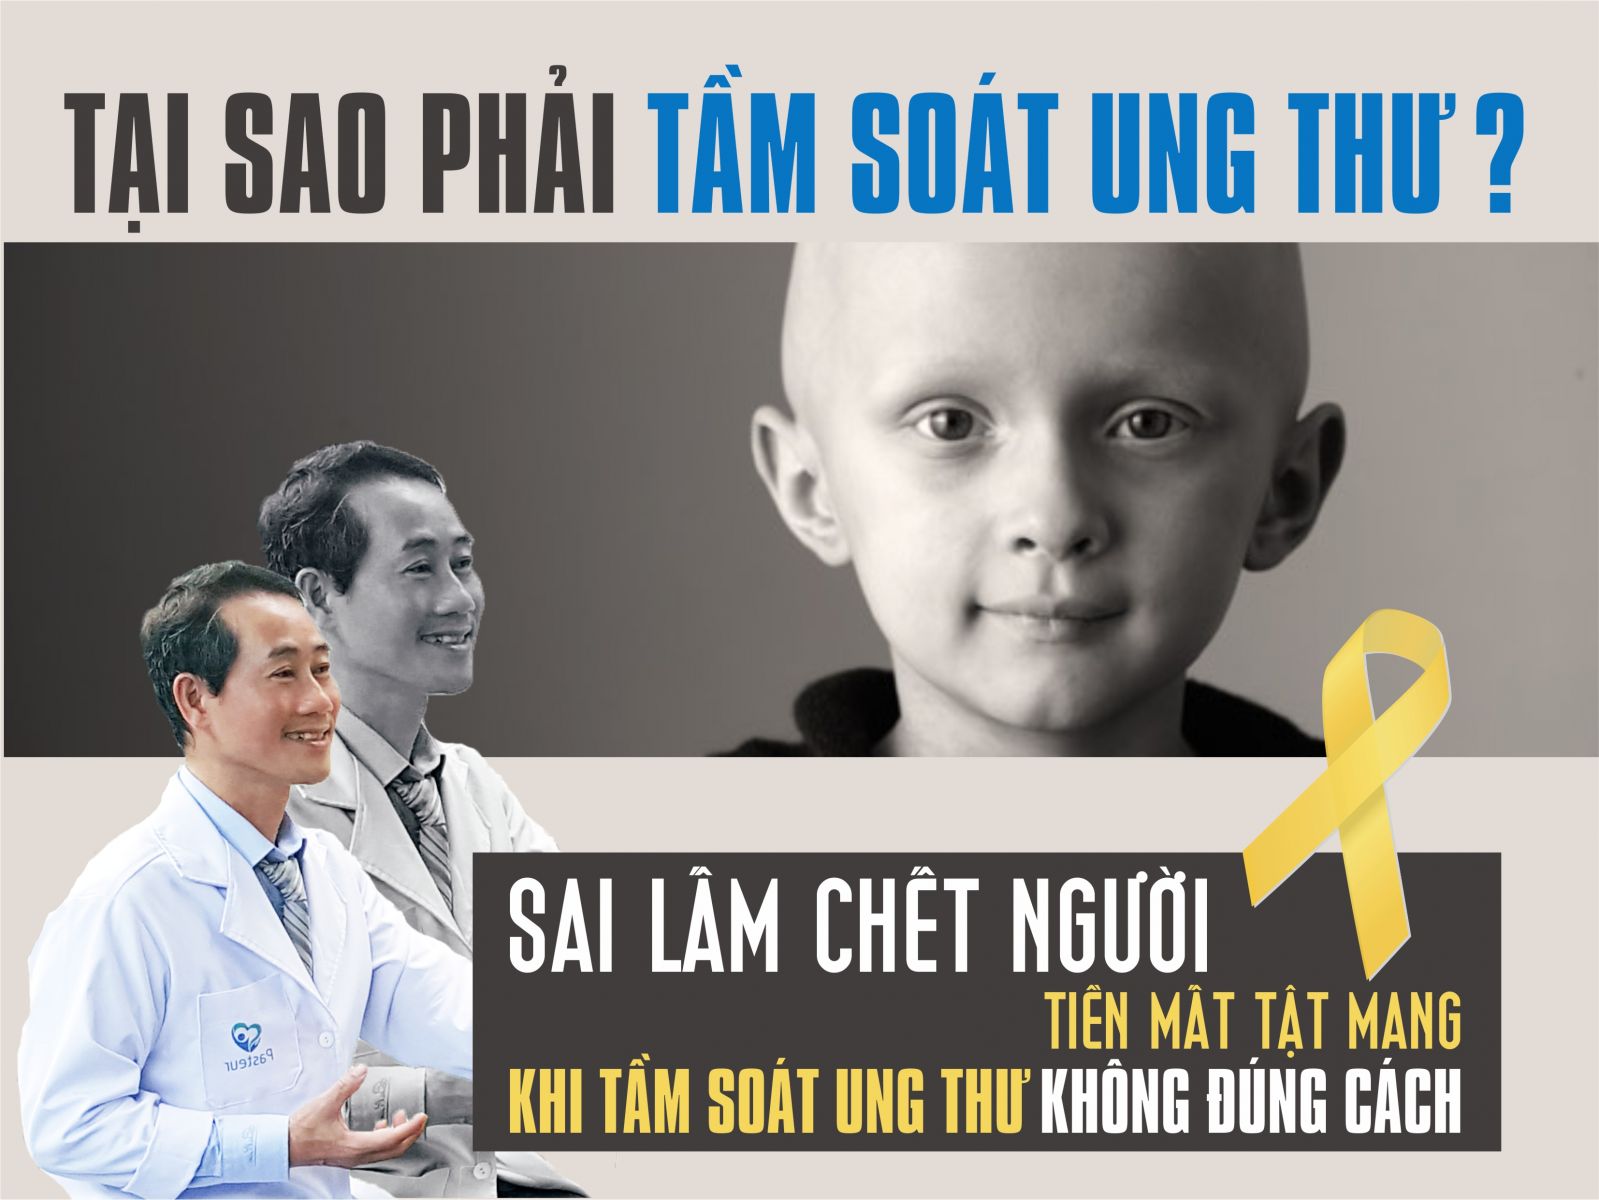 TẠI SAO PHẢI TẦM SOÁT UNG THƯ ?
SAI LẦM CHẾT NGƯỜI
TIỀN MẤT TẬT MANG
KHI TẦM SOÁT UNG THƯ KHÔNG ĐÚNG CÁCH
Pasteur